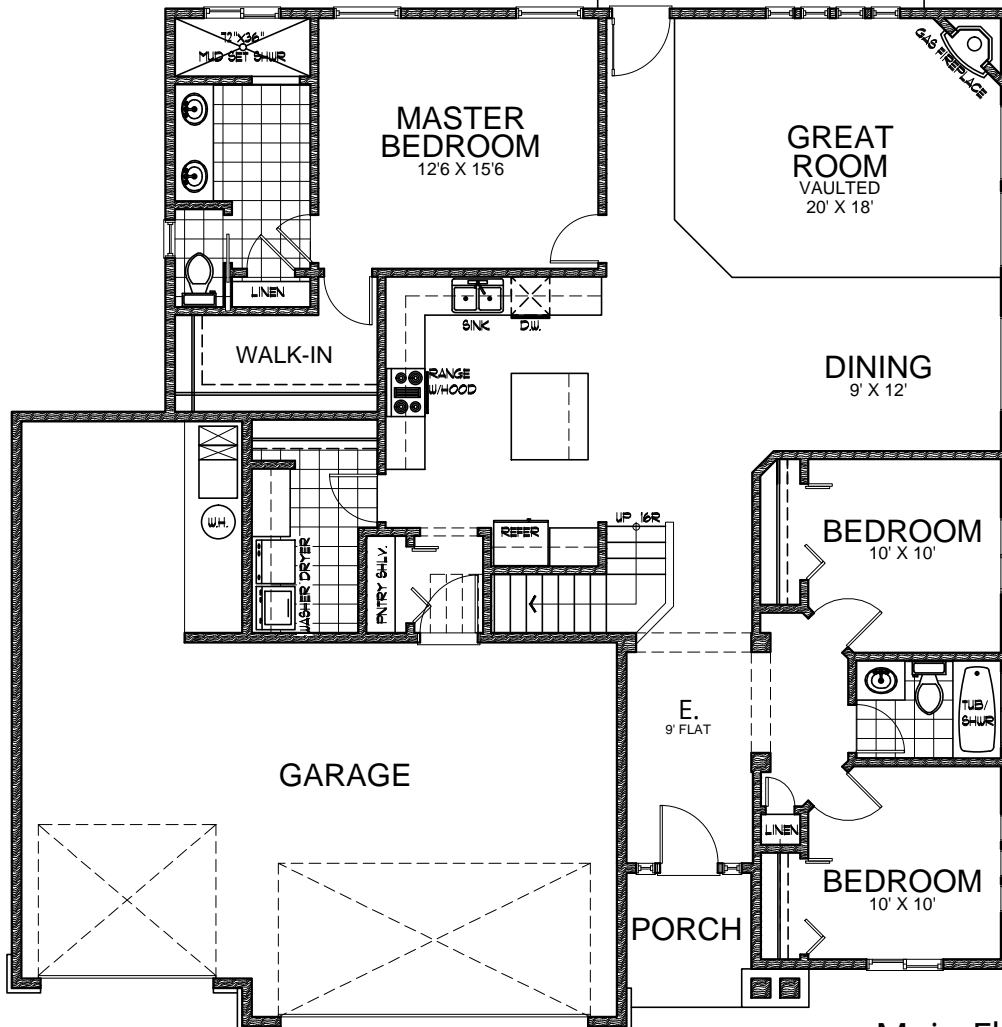 72"X36"
MUD SET SHWR
GAS FIREPLACE
MASTER
BEDROOM
12'6 X 15'6
GREAT
ROOM
VAULTED
20' X 18'
LINEN
SINK
D.W.
WALK-IN
RANGE
W/HOOD
DINING
9' X 12'
W.H.
WASHER DRYER
PNTRY SHLV.
REFER
UP 16R
BEDROOM
10' X 10'
E.
9' FLAT
TUB/
SHWR
GARAGE
LINEN
BEDROOM
10' X 10'
PORCH